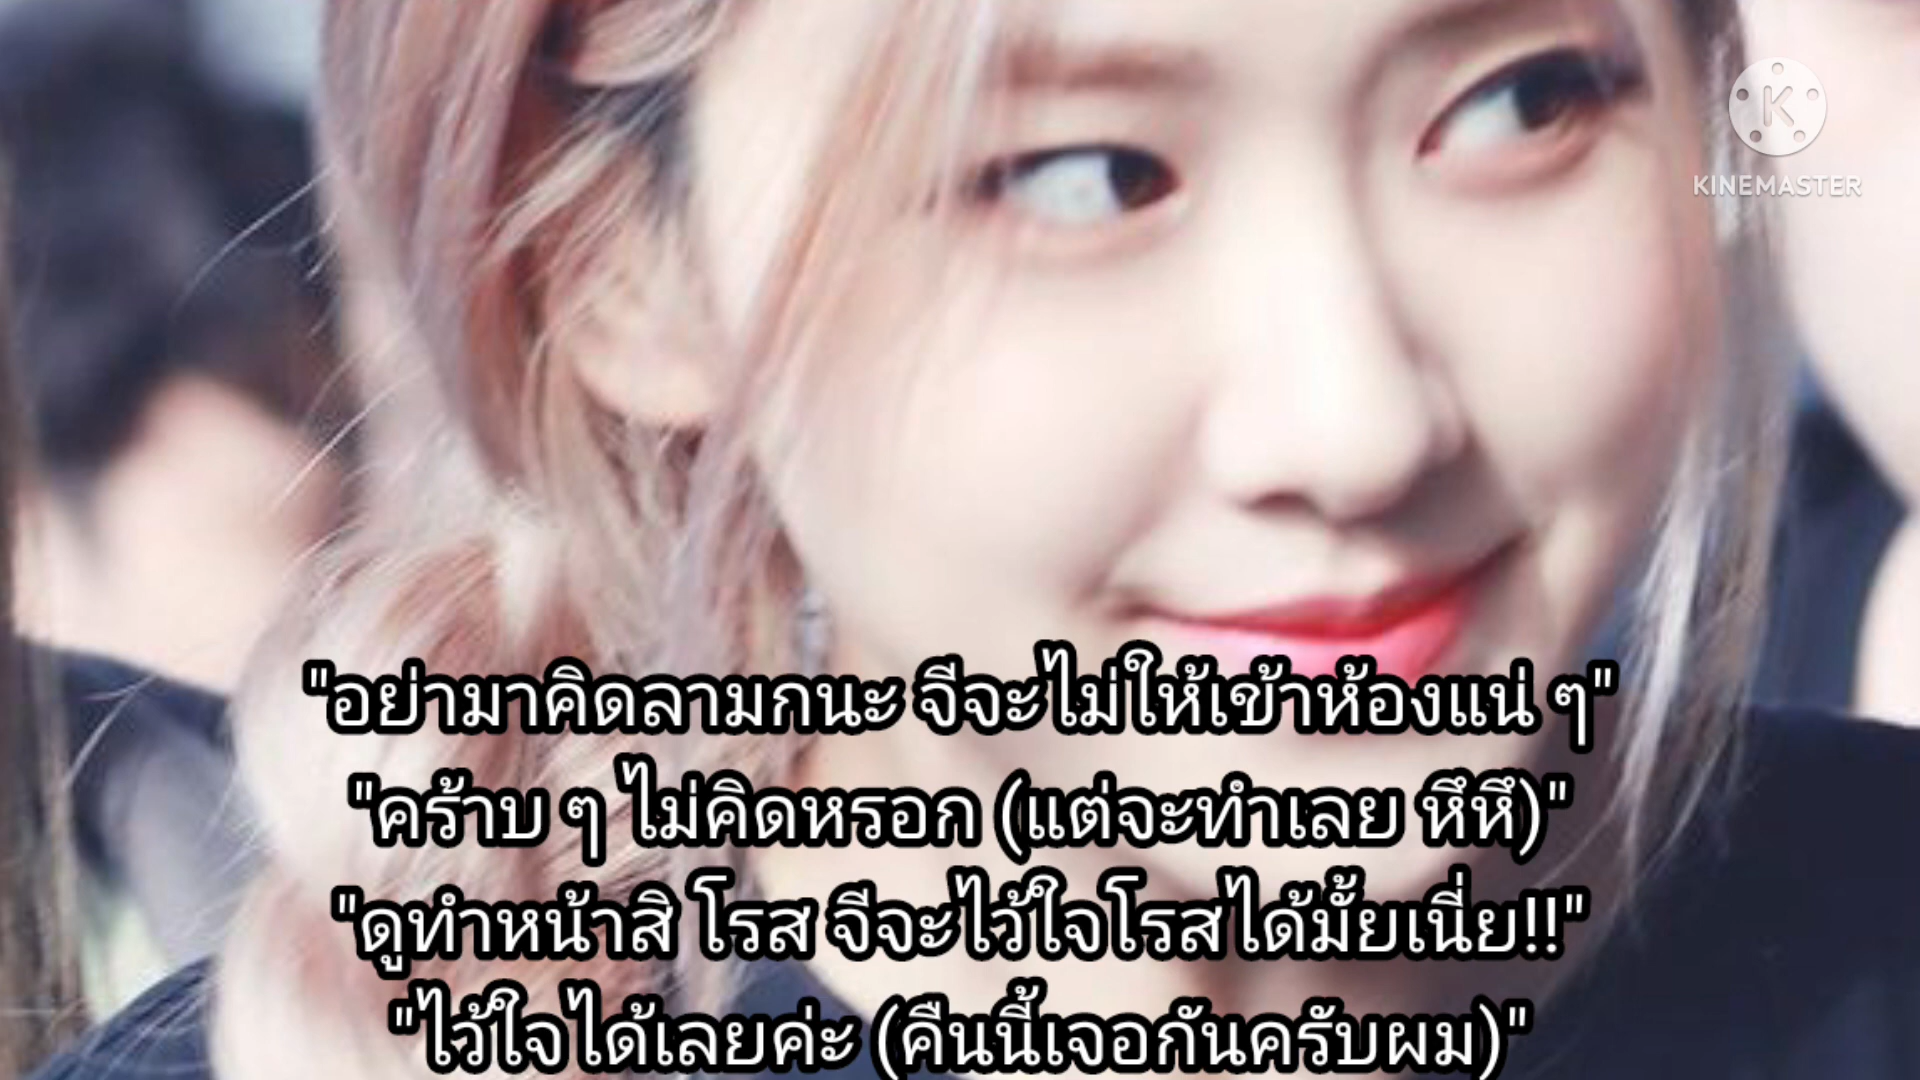 KINEMASTER
"อย่ามาคิดลามกนะ จีจะไม่ให้เข้าห้องแน่ ๆ"
"คร้าบ ๆ ไม่คิดหรอก (แต่จะทำเลย หึหึ)"
"ดูทำหน้าสิ โรส จีจะไว้ใจโรสได้มั้ยเนี่ย!!"
"ไว้ใจได้เลยค่ะ (คืนนี้เจอกันครับผม)"